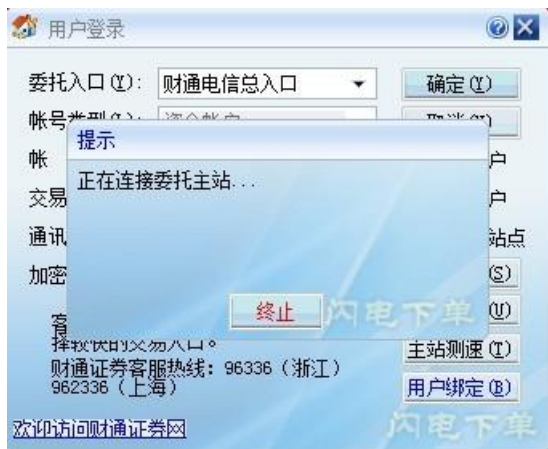 用户登录
委托入口(Y): 财通电信总入口 确定(Y)
帐号
提示
帐 户
正在连接委托主站...
交易 户
通讯 站点
加密 (S)
终止 闪电下单 (U)
择较快的交易入口。 主站测速(T)
财通证券客服热线: 96336(浙江)
962336(上海) 用户绑定(B)
欢迎访问财通证券网 闪电下单